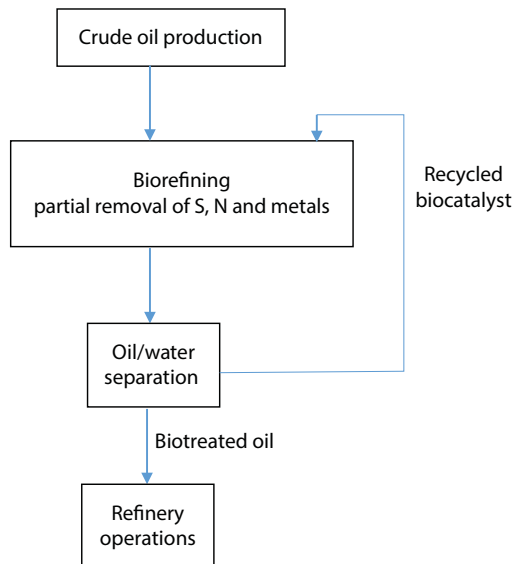 Crude oil production
Biorefining
partial removal of S, N and metals
Recycled
biocatalyst
Oil/water
separation
Biotreated oil
Refinery
operations